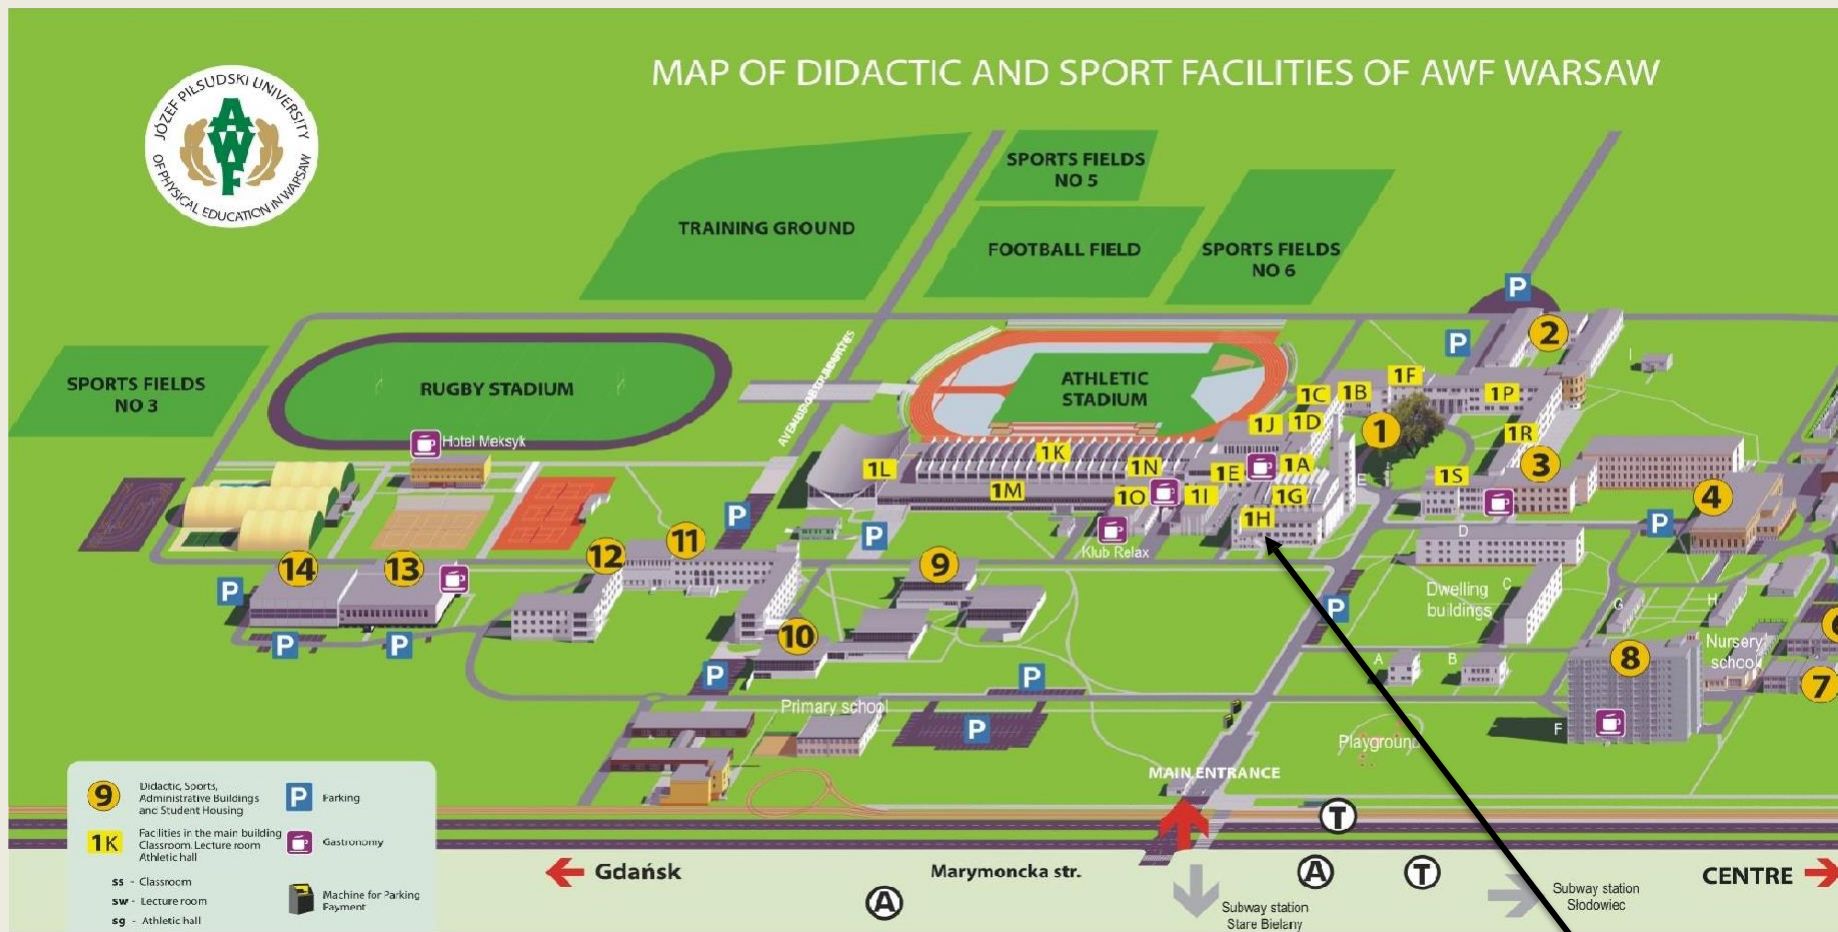 MAP OF DIDACTIC AND SPORT FACILITIES OF AWF WARSAW
JÓZEF PIŁSUDSKI UNIVERSITY
OF PHYSICAL EDUCATION IN WARSAW
AWF
SPORTS FIELDS
NO 5
TRAINING GROUND
FOOTBALL FIELD
SPORTS FIELDS
NO 6
P
2
P
I
SPORTS FIELDS
NO 3
RUGBY STADIUM
ATHLETIC
STADIUM
1F
1C
1B
1P
1J
1D
1
1R
Hotel Meksyk
1L
1K
1N
1E
1A
3
1S
E
1M
1O
1I
1G
4
P
1H
P
P
Klub Relax
D
11
12
9
14
13
P
Dwelling
buildings
C
P
G
H
6
10
P
P
A
B
8
Nursery
school
7
P
P
Primary school
P
F
Playground
MAIN ENTRANCE
9
Didactic, Sports,
Administrative Buildings
and Student Housing
P
Parking
1K
Facilities in the main building
Classroom, Lecture room
Athletic hall
Gastronomy
ss - Classroom
sw - Lecture room
sg - Athletic hall
Machine for Parking
Payment
T
Gdańsk
Marymoncka str.
A
T
CENTRE
A
Subway station
Stare Bielany
Subway station
Słodowiec